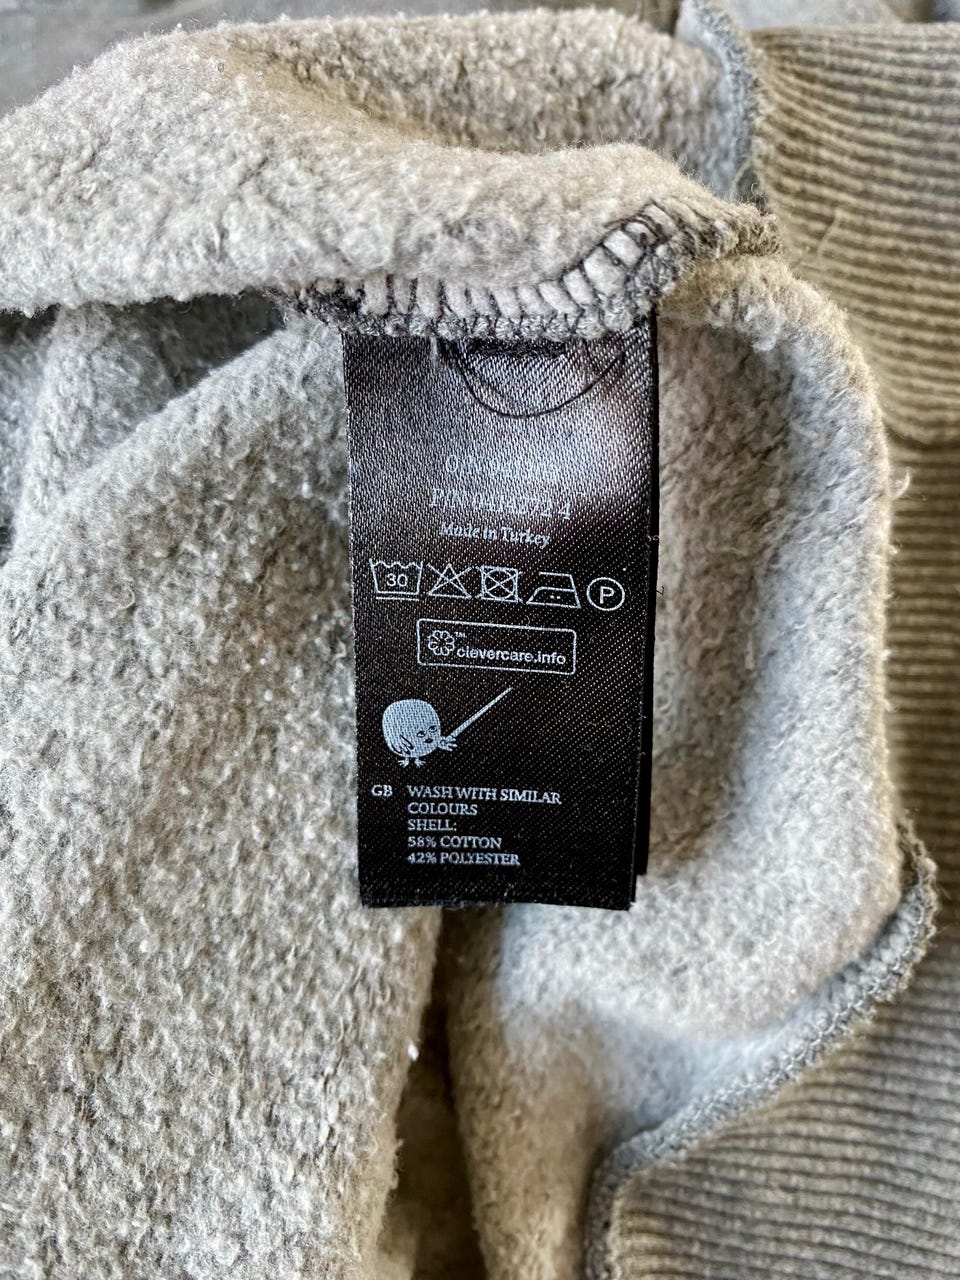 Made in Turkey
30
P
clevercare.info
GB WASH WITH SIMILAR
COLOURS
SHELL:
58% COTTON
42% POLYESTER